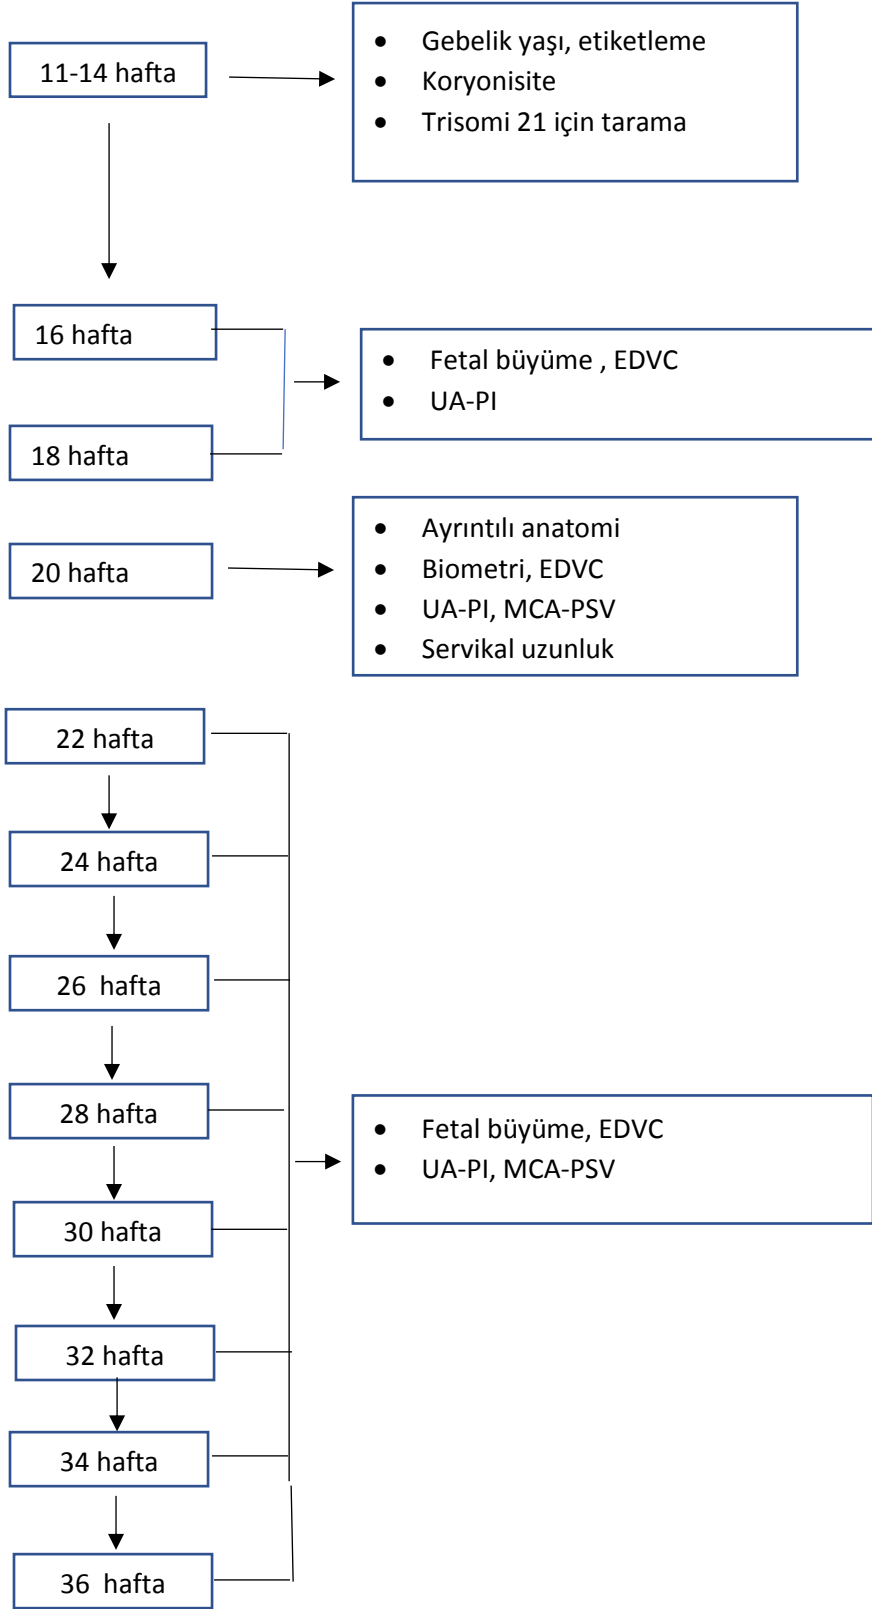 11-14 hafta
• Gebelik yaşı, etiketleme
• Koryonisite
• Trisomi 21 için tarama
16 hafta
18 hafta
• Fetal büyüme , EDVC
• UA-PI
20 hafta
• Ayrıntılı anatomi
• Biometri, EDVC
• UA-PI, MCA-PSV
• Servikal uzunluk
22 hafta
24 hafta
26 hafta
28 hafta
30 hafta
32 hafta
34 hafta
36 hafta
• Fetal büyüme, EDVC
• UA-PI, MCA-PSV